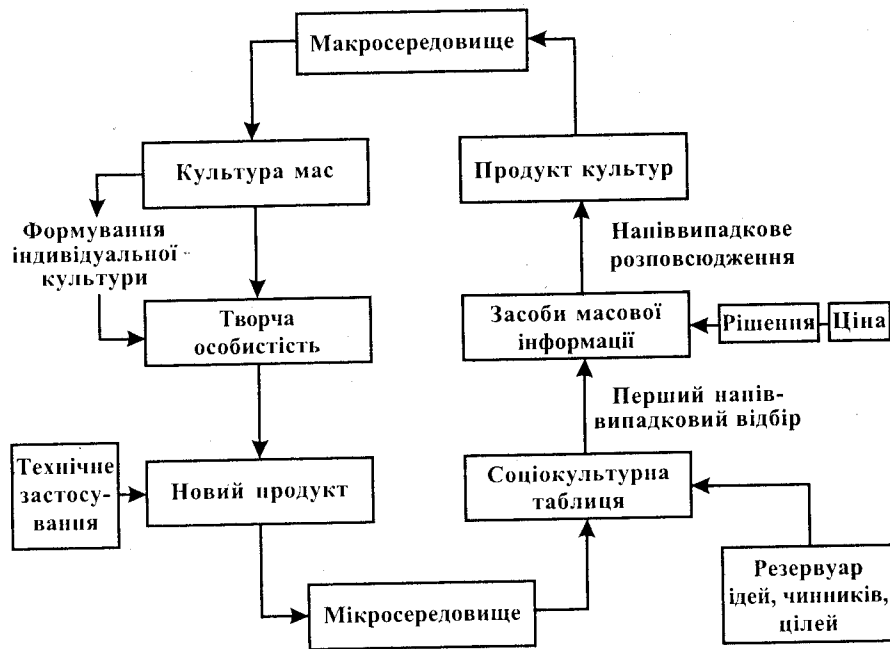 Макросередовище
Культура мас
Продукт культур
Формування
індивідуальної
культури
Напіввипадкове
розповсюдження
Творча
особистість
Засоби масової
інформації
Рішення
Ціна
Перший напів-
випадковий відбір
Технічне
застосу-
вання
Новий продукт
Соціокультурна
таблиця
Мікросередовище
Резервуар
ідей, чинників,
цілей